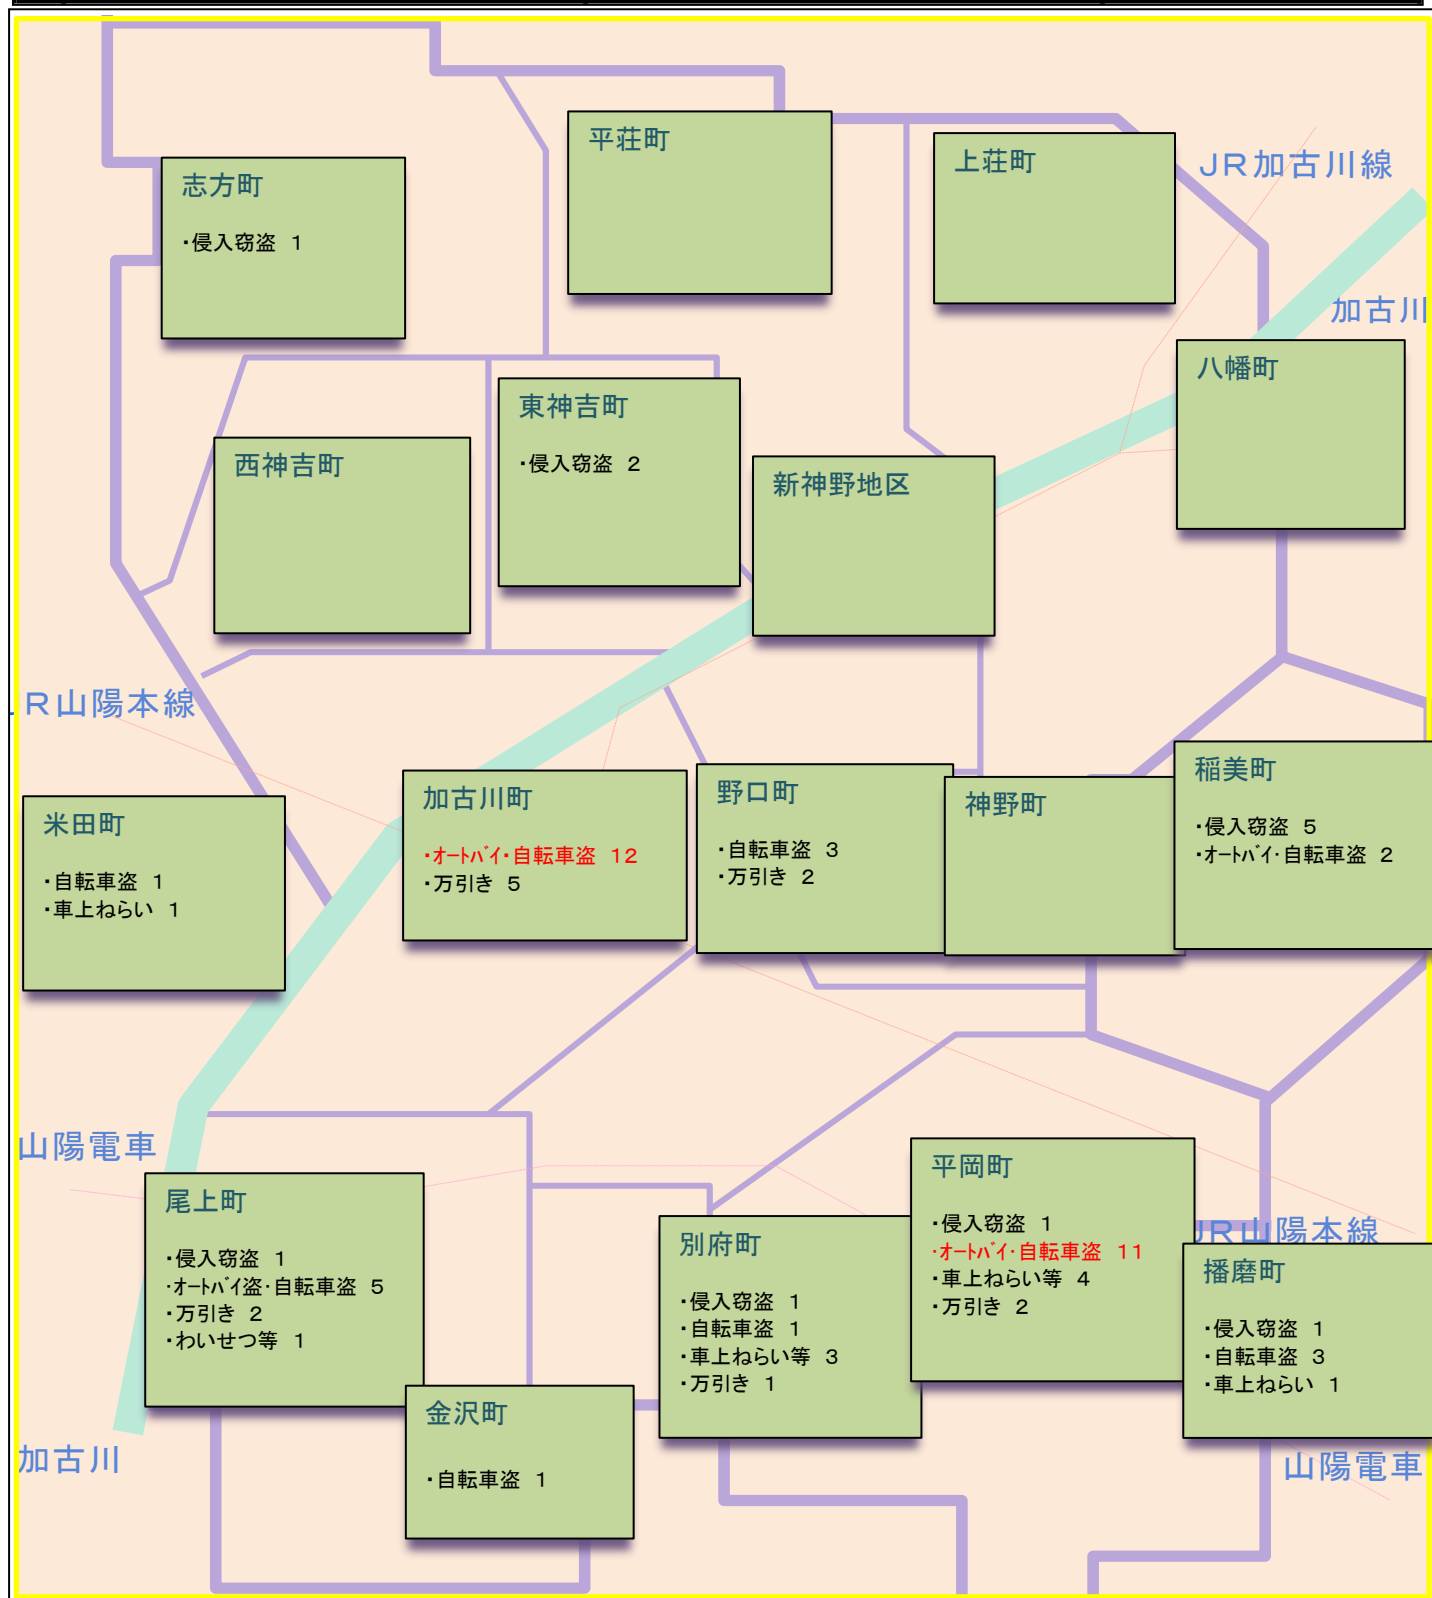 平荘町
上荘町
JR加古川線
志方町
・侵入窃盗 1
加古川
八幡町
東神吉町
・侵入窃盗 2
西神吉町
新神野地区
JR山陽本線
稲美町
・侵入窃盗 5
・オートバイ・自転車盗 2
加古川町
・オートバイ・自転車盗 12
・万引き 5
野口町
・自転車盗 3
・万引き 2
神野町
米田町
・自転車盗 1
・車上ねらい 1
山陽電車
平岡町
・侵入窃盗 1
・オートバイ・自転車盗 11
・車上ねらい等 4
・万引き 2
尾上町
・侵入窃盗 1
・オートバイ盗・自転車盗 5
・万引き 2
・わいせつ等 1
別府町
・侵入窃盗 1
・自転車盗 1
・車上ねらい等 3
・万引き 1
JR山陽本線
播磨町
・侵入窃盗 1
・自転車盗 3
・車上ねらい 1
金沢町
・自転車盗 1
加古川
山陽電車